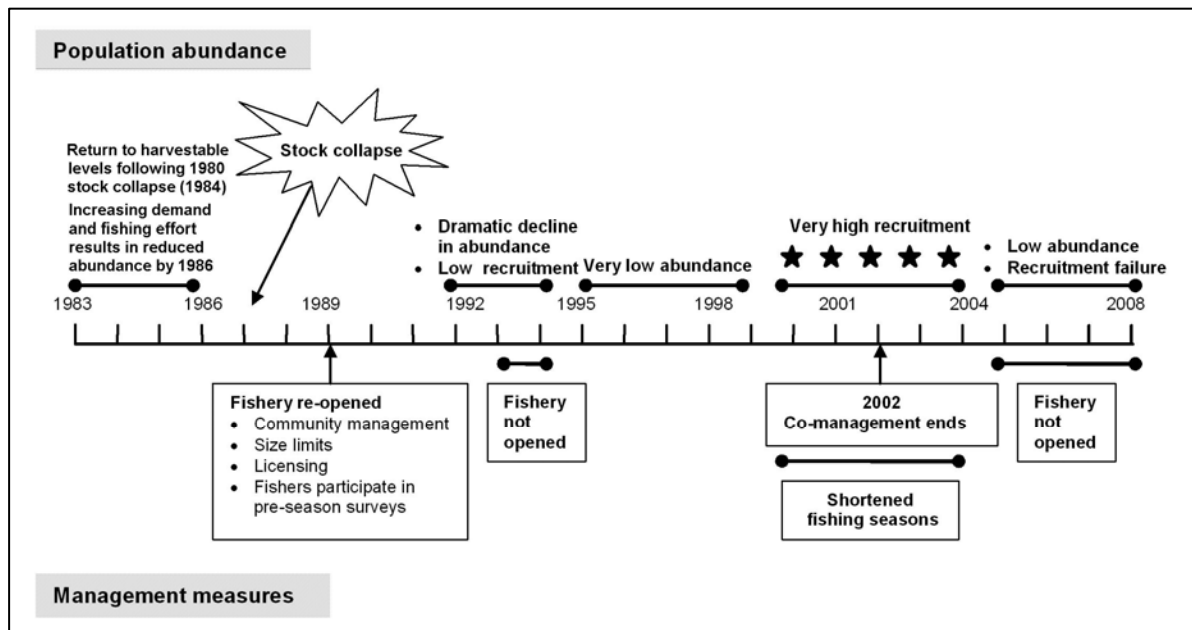 Population abundance
Return to harvestable
levels following 1980
stock collapse (1984)
Increasing demand
and fishing effort
results in reduced
abundance by 1986
Stock collapse
• Dramatic decline
in abundance
• Low recruitment
Very low abundance
Very high recruitment
• Low abundance
• Recruitment failure
1983
1986
1989
1992
1995
1998
2001
2004
2008
Fishery re-opened
• Community management
• Size limits
• Licensing
• Fishers participate in
pre-season surveys
Fishery
not
opened
2002
Co-management ends
Shortened
fishing seasons
Fishery
not
opened
Management measures